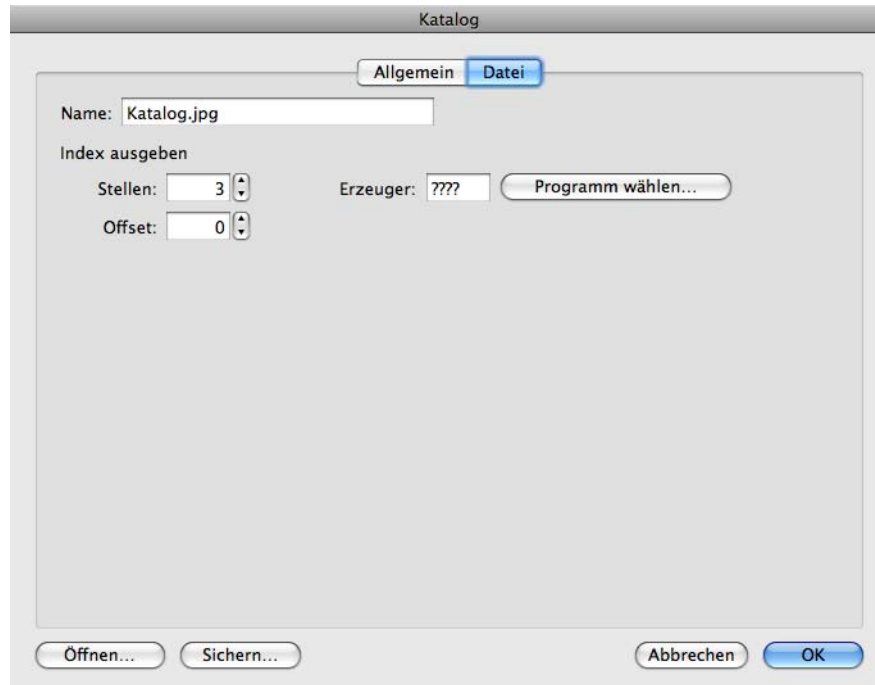 Katalog
Allgemein Datei
Name: Katalog.jpg
Index ausgeben
Stellen: 3 Erzeuger: ???? Programm wählen...
Offset: 0
Öffnen... Sichern... Abbrechen OK